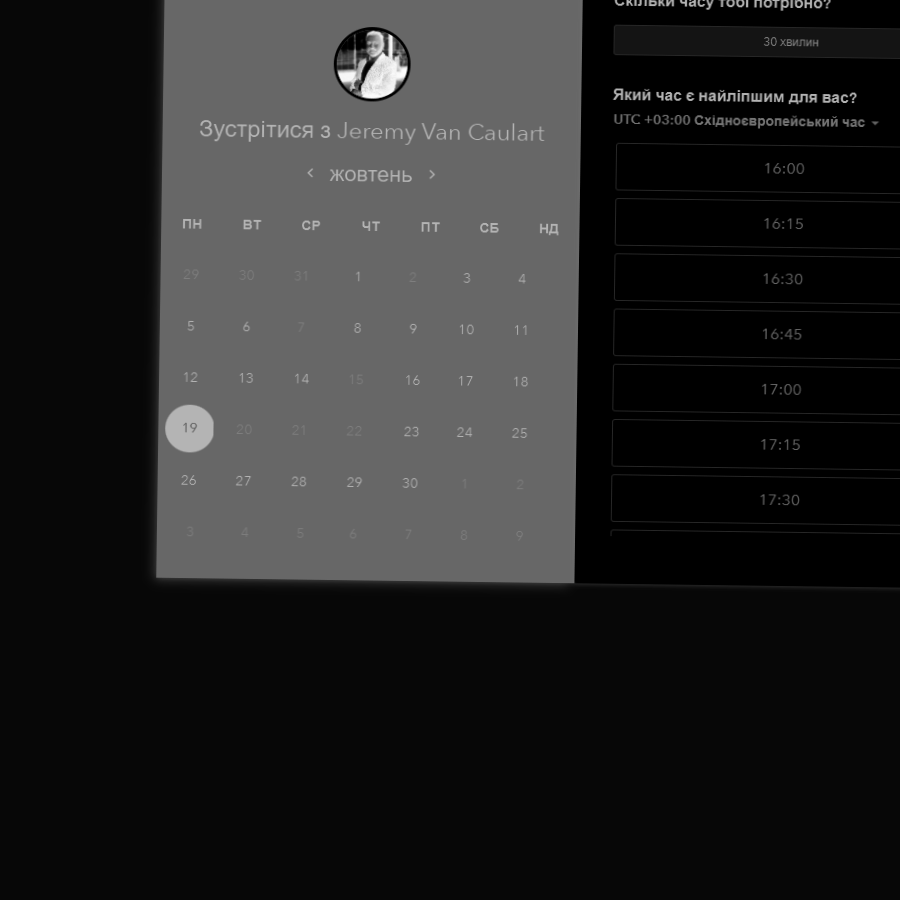 Зустрітися з Jeremy Van Caulart
жовтень
ПН ВТ СР ЧТ ПТ СБ НД
29 30 31 1 2 3 4
5 6 7 8 9 10 11
12 13 14 15 16 17 18
19 20 21 22 23 24 25
26 27 28 29 30 1 2
3 4 5 6 7 8 9
Скільки часу тобі потрібно?
30 хвилин
Який час є найліпшим для вас?
UTC +03:00 Східноєвропейський час
16:00
16:15
16:30
16:45
17:00
17:15
17:30